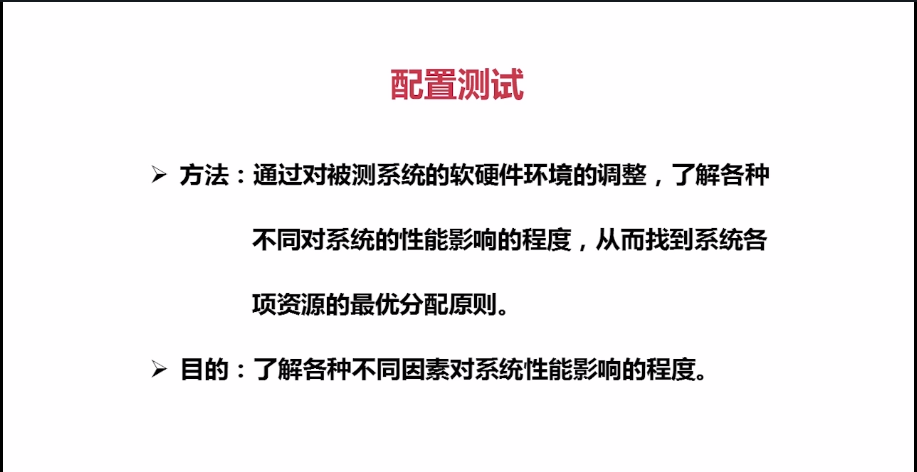 配置测试
➢ 方法：通过对被测系统的软硬件环境的调整，了解各种
不同对系统的性能影响的程度，从而找到系统各
项资源的最优分配原则。
➢ 目的：了解各种不同因素对系统性能影响的程度。